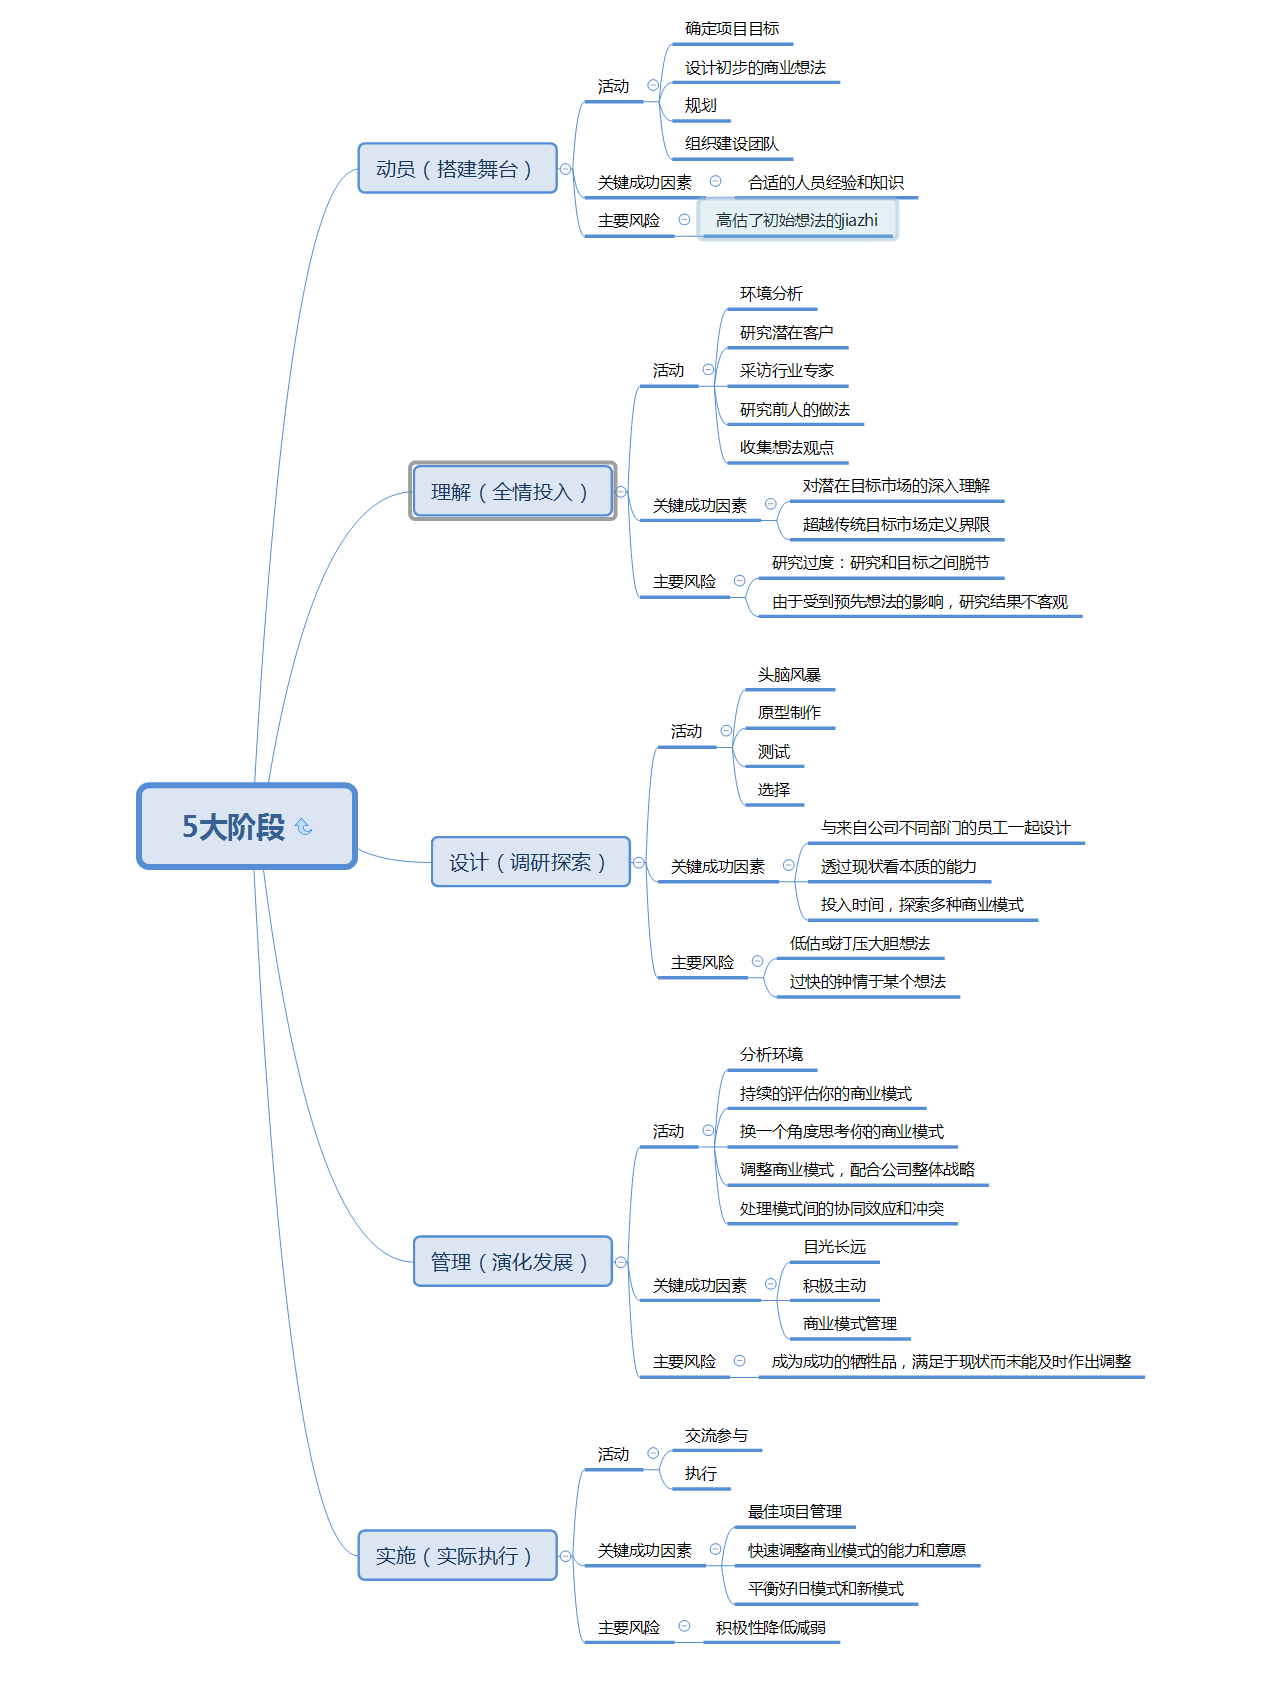 5大阶段
动员（搭建舞台）
活动
确定项目目标
设计初步的商业想法
规划
组织建设团队
关键成功因素
合适的人员经验和知识
主要风险
高估了初始想法的jiazhi
理解（全情投入）
活动
环境分析
研究潜在客户
采访行业专家
研究前人的做法
收集想法观点
关键成功因素
对潜在目标市场的深入理解
超越传统目标市场定义界限
主要风险
研究过度：研究和目标之间脱节
由于受到预先想法的影响，研究结果不客观
设计（调研探索）
活动
头脑风暴
原型制作
测试
选择
关键成功因素
与来自公司不同部门的员工一起设计
透过现状看本质的能力
投入时间，探索多种商业模式
主要风险
低估或打压大胆想法
过快的钟情于某个想法
管理（演化发展）
活动
分析环境
持续的评估你的商业模式
换一个角度思考你的商业模式
调整商业模式，配合公司整体战略
处理模式间的协同效应和冲突
关键成功因素
目光长远
积极主动
商业模式管理
主要风险
成为成功的牺牲品，满足于现状而未能及时作出调整
实施（实际执行）
活动
交流参与
执行
关键成功因素
最佳项目管理
快速调整商业模式的能力和意愿
平衡好旧模式和新模式
主要风险
积极性降低减弱